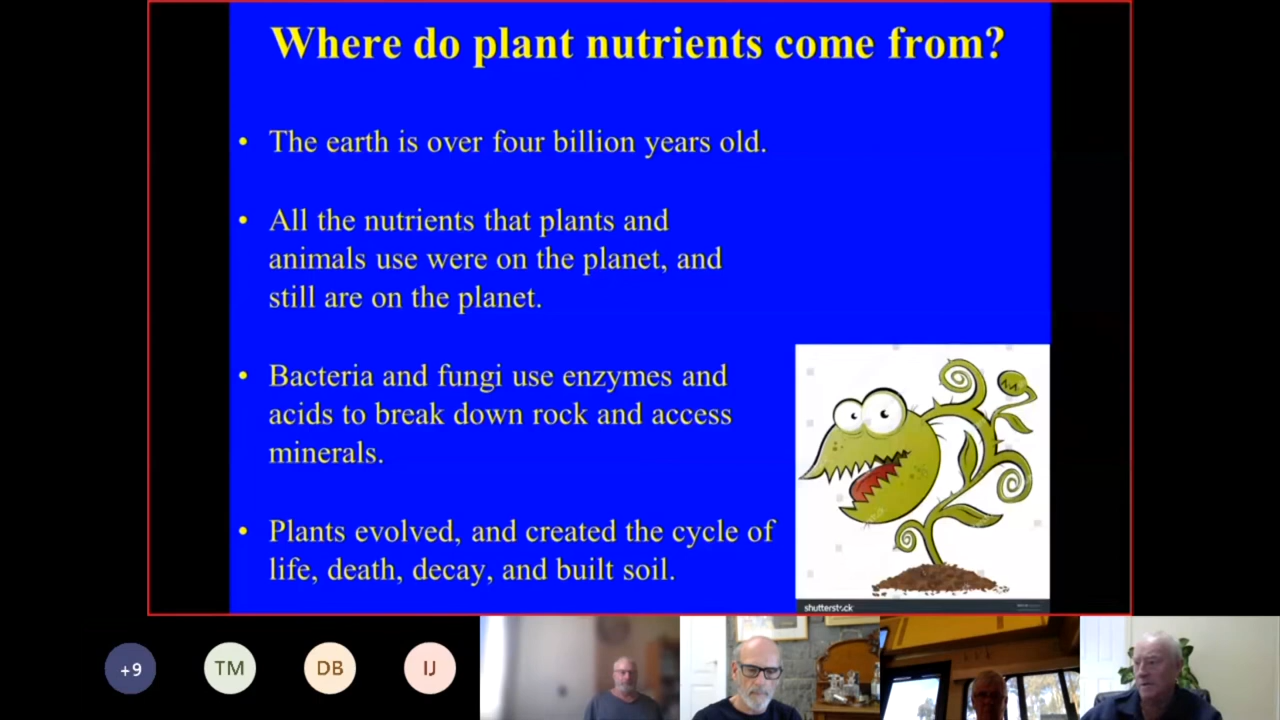 Where do plant nutrients come from?
• The earth is over four billion years old.
• All the nutrients that plants and
animals use were on the planet, and
still are on the planet.
• Bacteria and fungi use enzymes and
acids to break down rock and access
minerals.
• Plants evolved, and created the cycle of
life, death, decay, and built soil.
shutterstock
+9
TM
DB
IJ